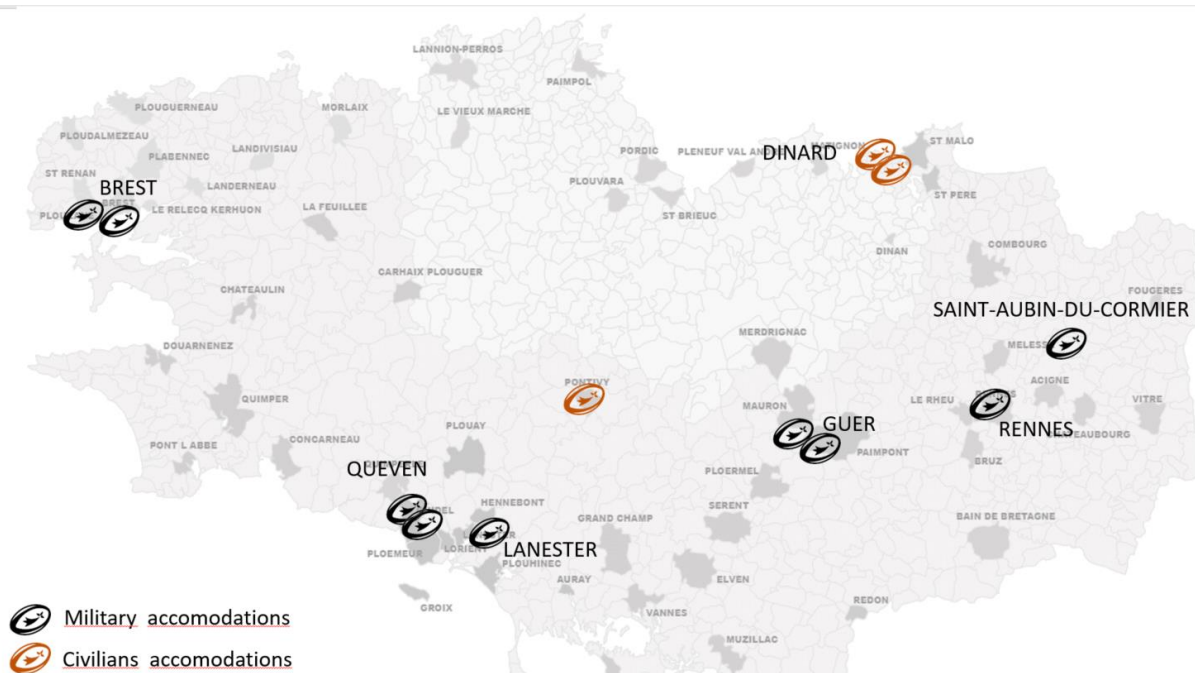 LANNION-PERROS
PAIMPOL
PLOUGUERNEAU
MORLAIX
LE VIEUX MARCHE
PLOUDALMEZEAU
PLABENNEC
LANDIVISIAU
PORDIC
PLENEUF VAL
DINARD
ST MALO
ST RENAN
BREST
LANDERNEAU
PLOUVARA
ST PERE
LE RELECQ KERHUON
LA FEUILLEE
ST BRIEUC
DINAN
COMBOURG
CARHAIX PLOUGUER
CHATEAULIN
FOUGERES
SAINT-AUBIN-DU-CORMIER
MERDRIGNAC
DOUARNENEZ
PONTIVY
ACIGNE
QUIMPER
MAURON
LE RHEU
VITRE
PLOUAY
GUER
RENNES
CONCARNEAU
PONT L ABBE
PAIMPONT
BRUZ
QUEVEN
PLOERMEL
HENNEBONT
SERENT
GRAND CHAMP
BAIN DE BRETAGNE
PLOEMEUR
LORIENT
LANESTER
PLOUHINEC
AURAY
ELVEN
GROIX
REDON
VANNES
Military accomodations
MUZILLAC
Civilians accomodations